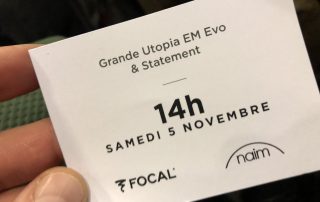 Grande Utopia EM Evo
& Statement
14h
SAMEDI 5 NOVEMBRE
FOCAL®
naim